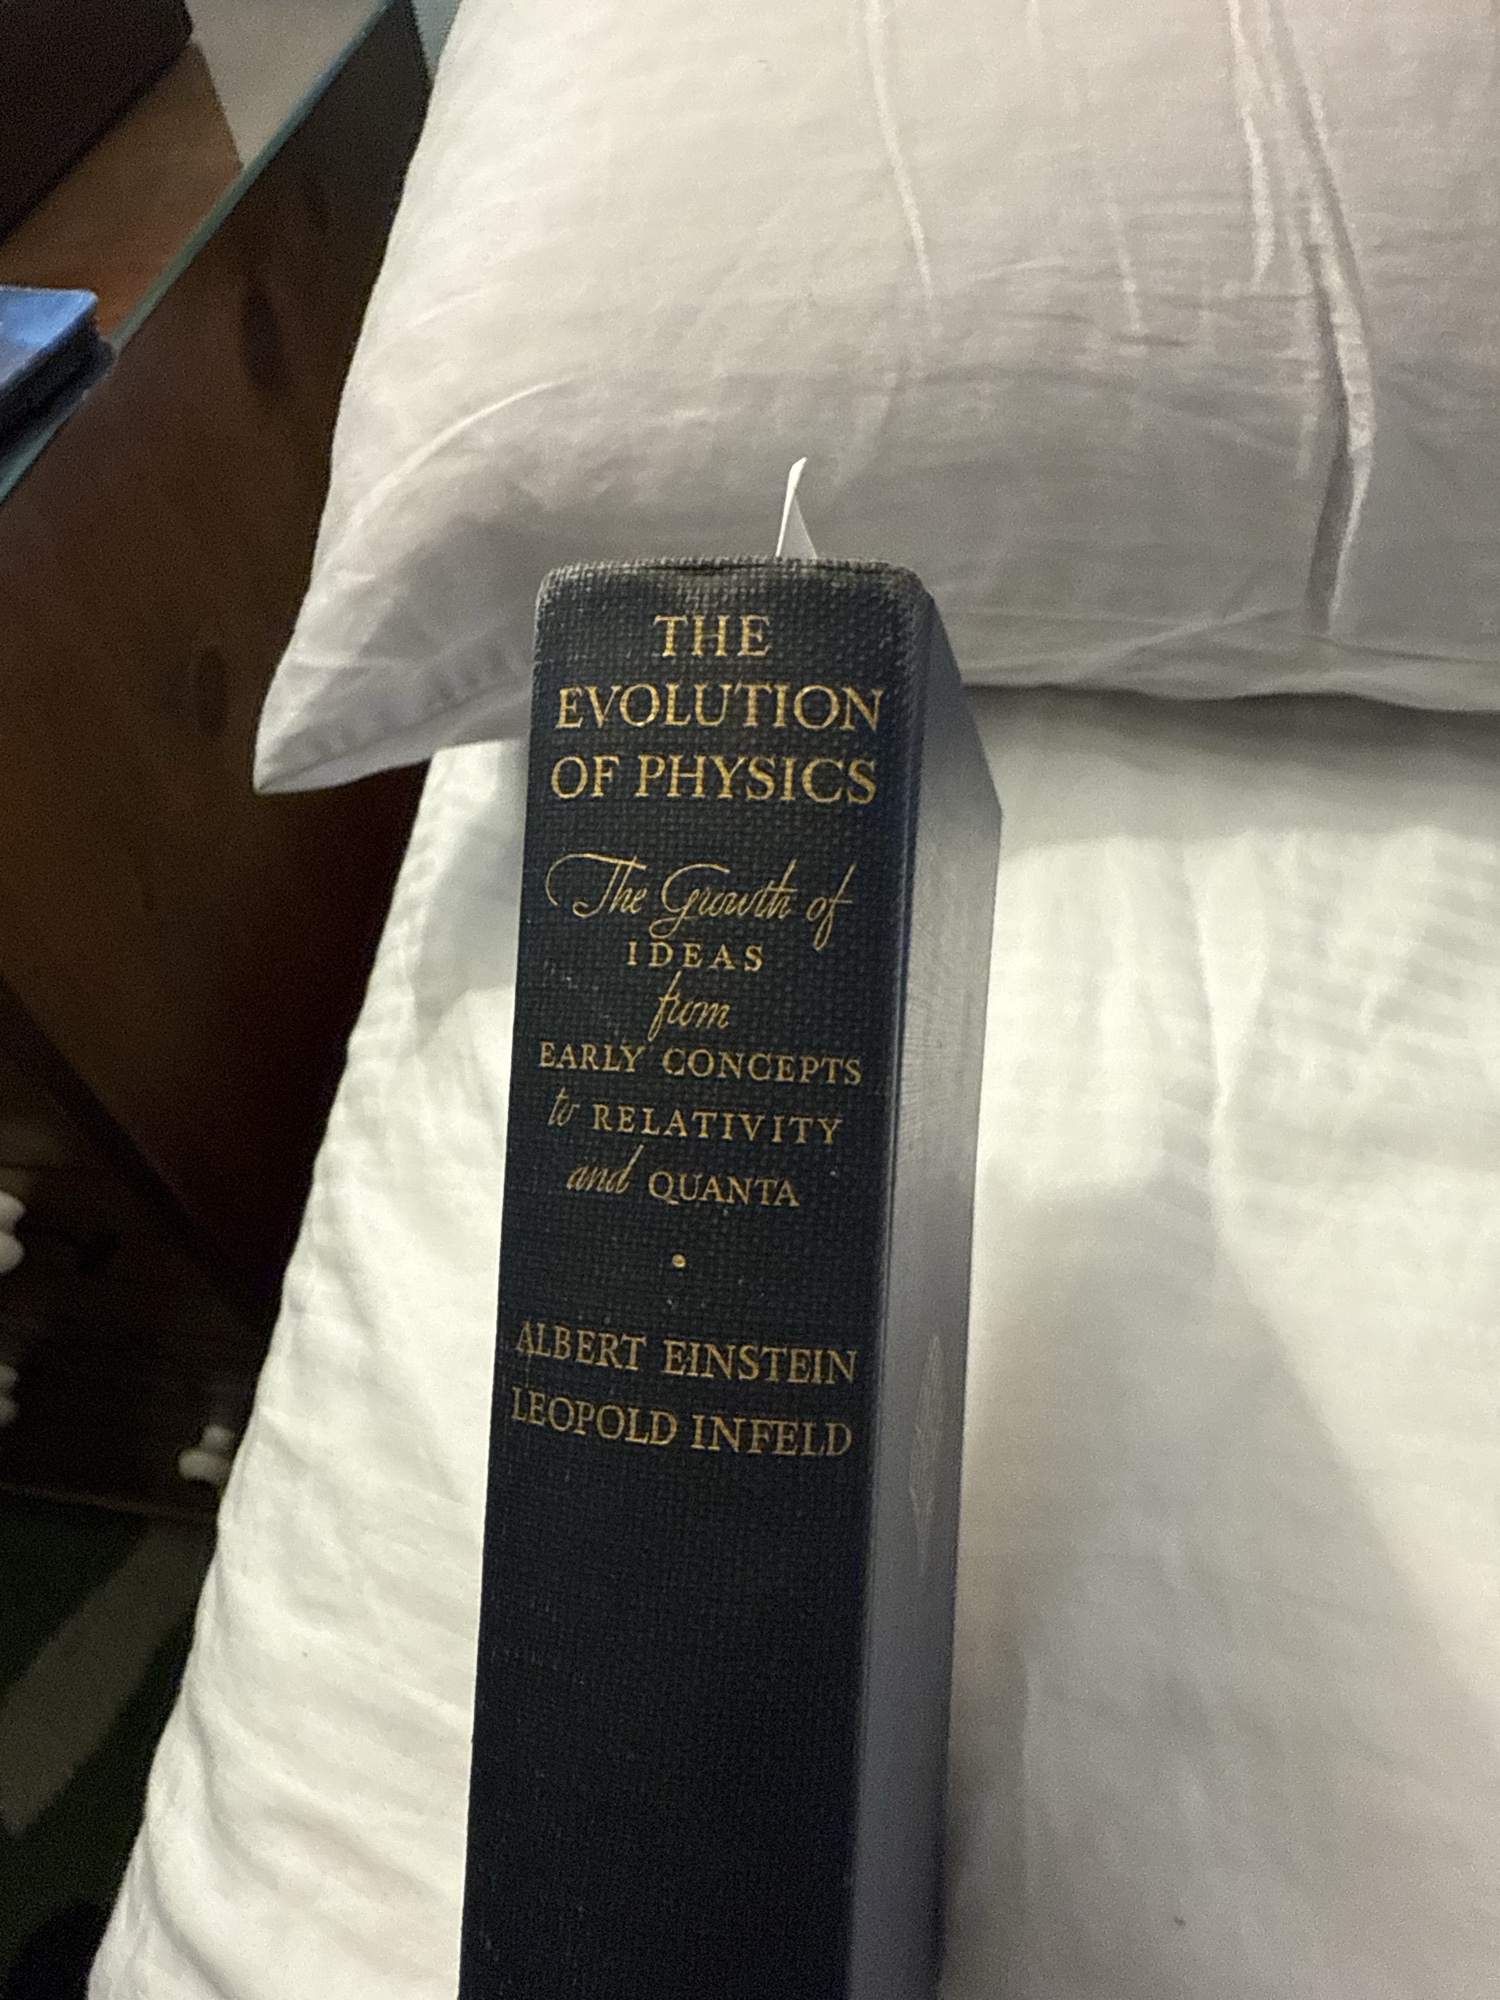 THE
EVOLUTION
OF PHYSICS
The Growth of
IDEAS
from
EARLY CONCEPTS
to RELATIVITY
and QUANTA
•
ALBERT EINSTEIN
LEOPOLD INFELD